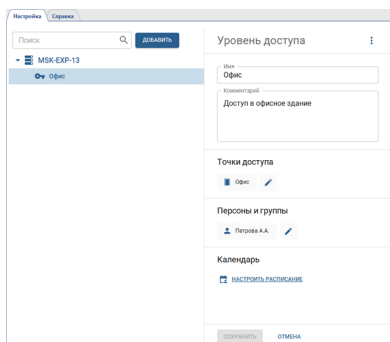 Настройка
Справка
Поиск
ДОБАВИТЬ
MSK-EXP-13
Офис
Уровень доступа
Имя
Офис
Комментарий
Доступ в офисное здание
Точки доступа
Офис
Персоны и группы
Петрова А.А.
Календарь
НАСТРОИТЬ РАСПИСАНИЕ
СОХРАНИТЬ
ОТМЕНА